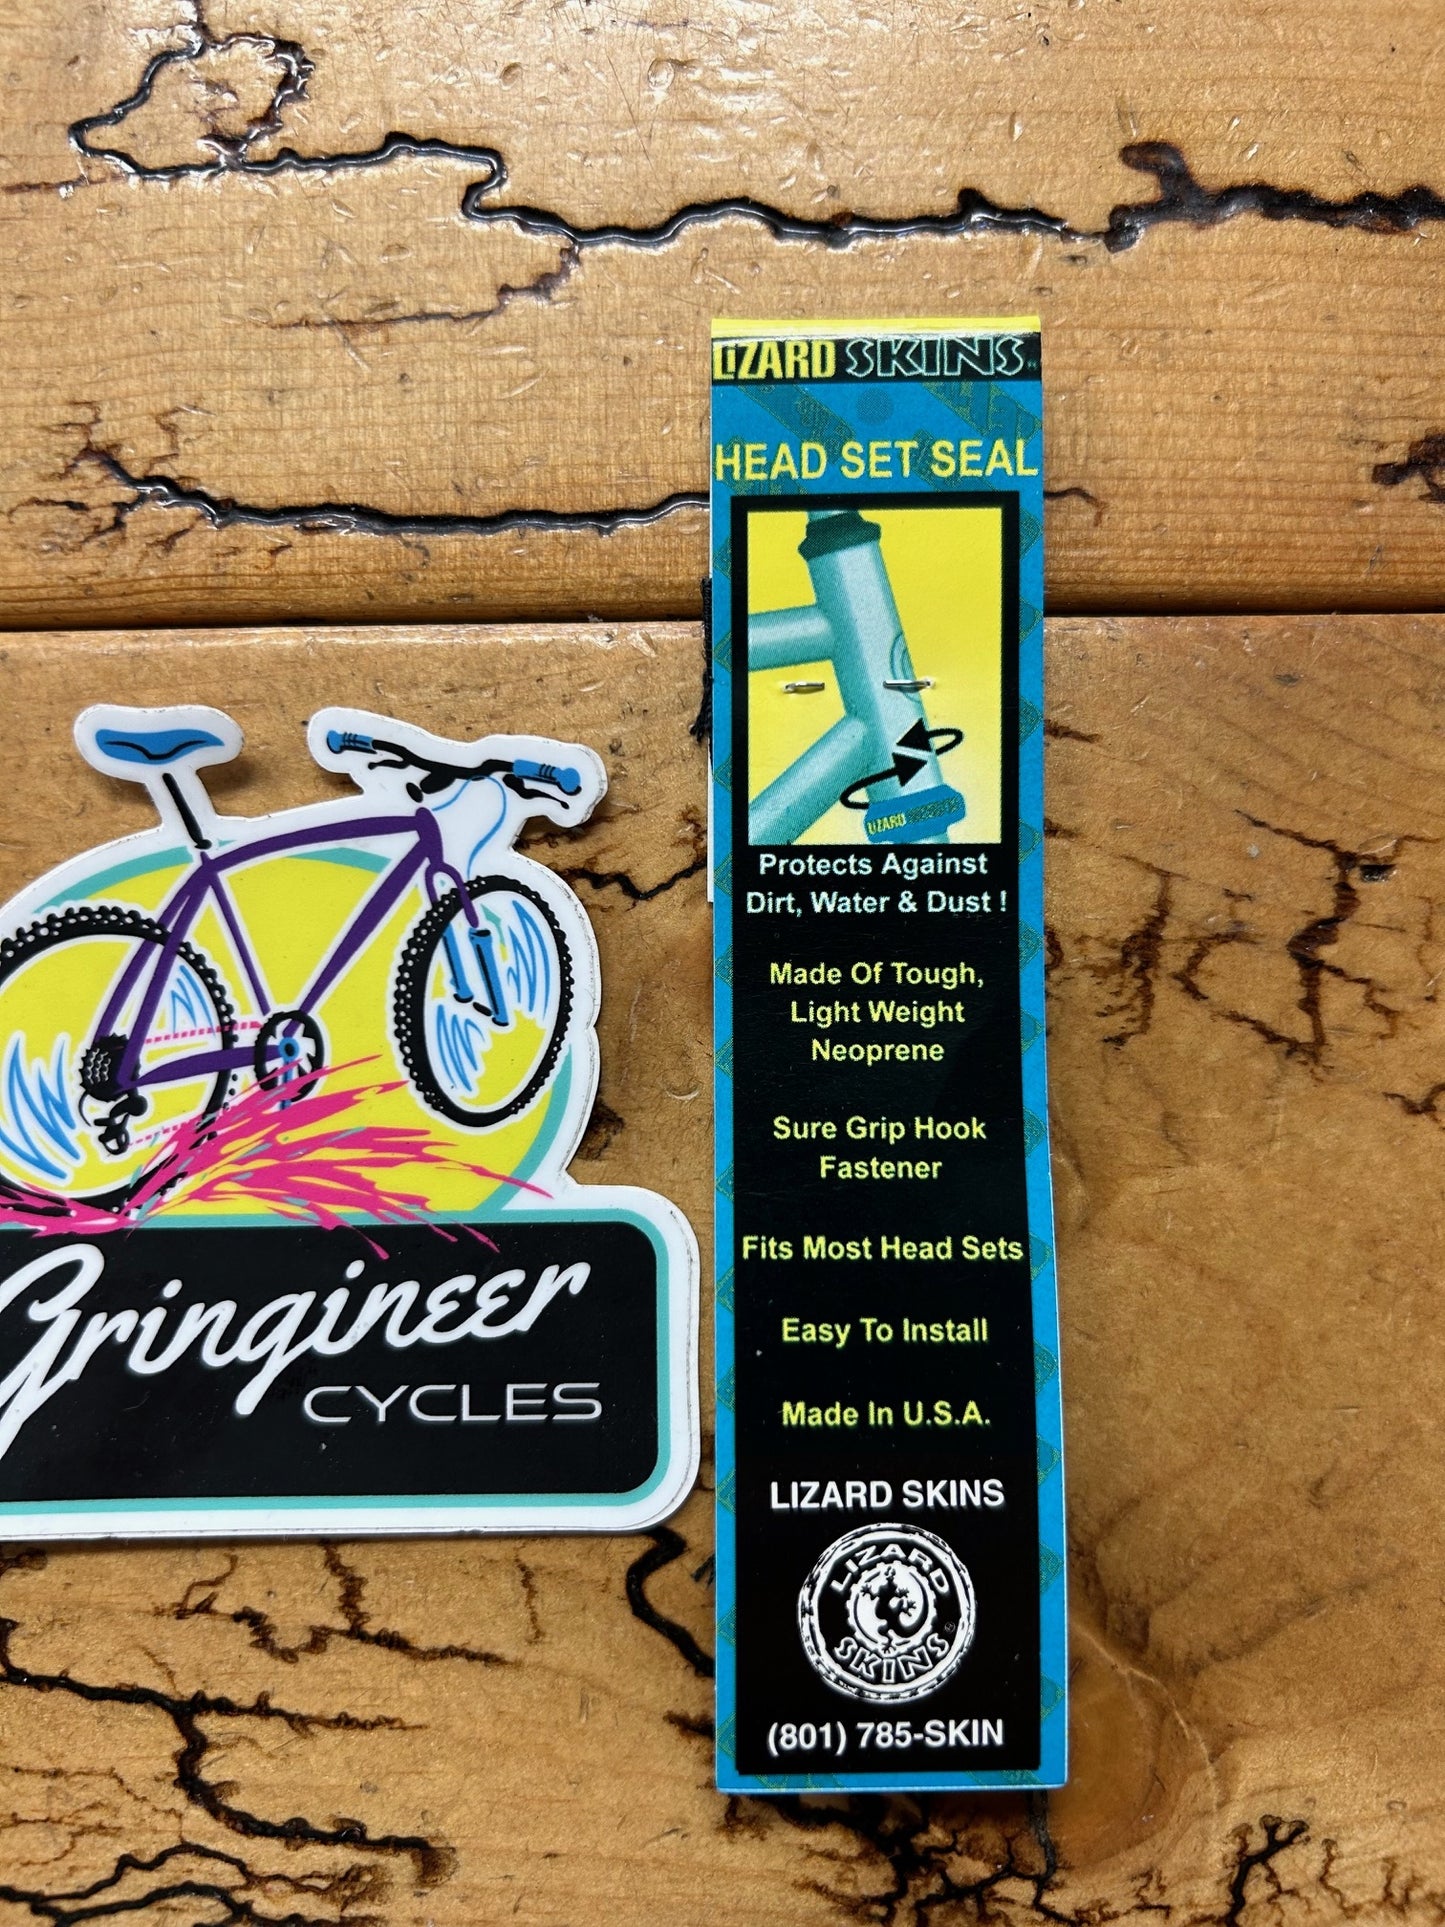 LIZARD SKINS
HEAD SET SEAL
LIZARD
Protects Against
Dirt, Water & Dust !
Made Of Tough,
Light Weight
Neoprene
Sure Grip Hook
Fastener
Fits Most Head Sets
Easy To Install
Made In U.S.A.
LIZARD SKINS
LIZARD
SKINS
(801) 785-SKIN
Gringineer
CYCLES